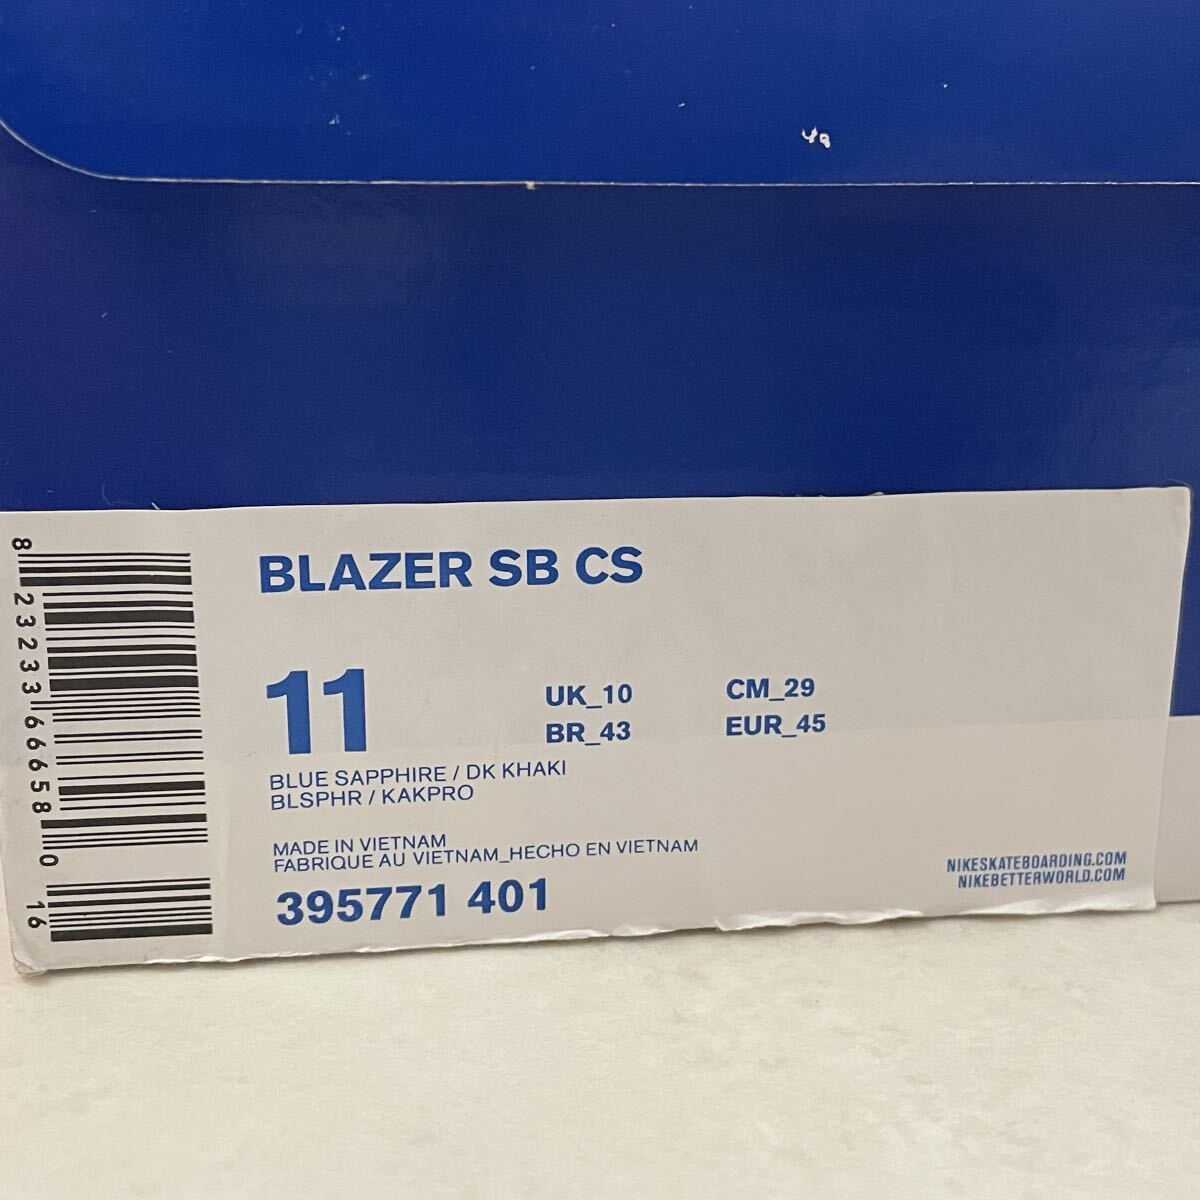 BLAZER SB CS
11
UK_10
CM_29
BR_43
EUR_45
BLUE SAPPHIRE / DK KHAKI
BLSPHR / KAKPRO
MADE IN VIETNAM
FABRIQUE AU VIETNAM_HECHO EN VIETNAM
395771 401
NIKESKATEBOARDING.COM
NIKEBETTERWORLD.COM
8 23233 66658 0 16